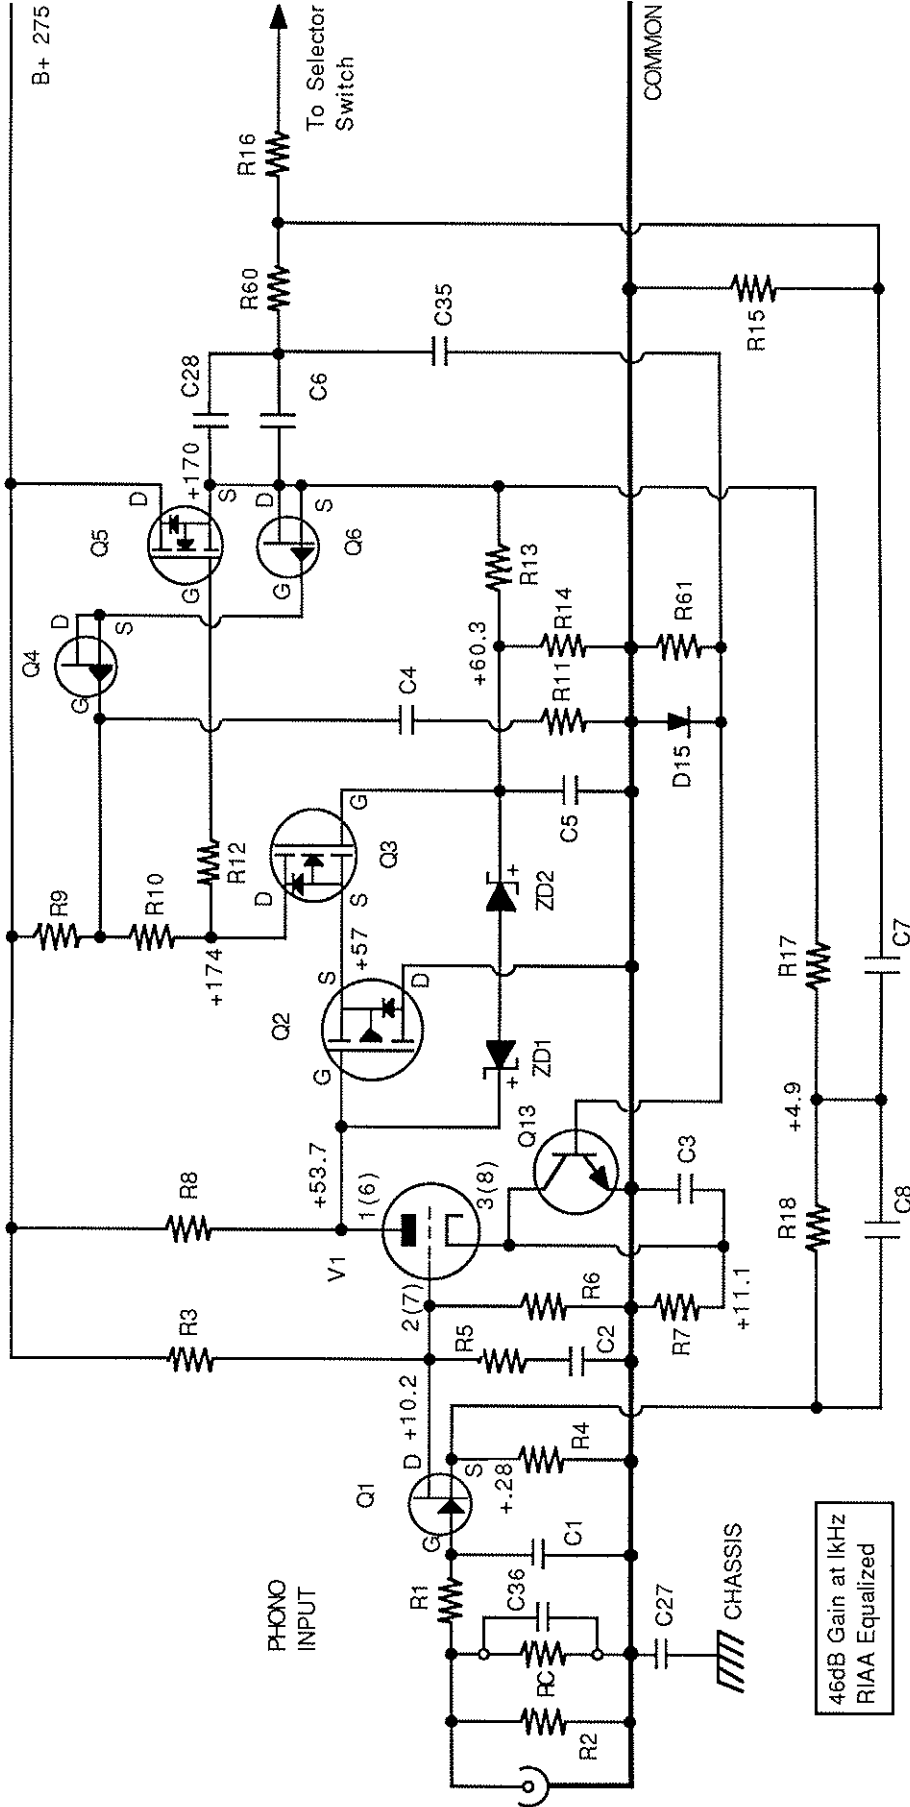 B+ 275
R3
R8
R9
Q4
D
S
G
Q5
D
+170
S
G
C28
R60
R16
To Selector
Switch
R10
R12
+174
Q6
D
S
G
C6
C35
C4
Q3
D
S
G
+57
Q2
S
D
G
+53.7
V1
1(6)
2(7)
3(8)
PHONO
INPUT
Q1
D
+10.2
S
+.28
G
R1
C36
RC
R2
C1
R4
R5
C2
R6
R7
+11.1
Q13
C3
ZD1
+
ZD2
+
C5
+60.3
R13
R14
R11
R61
D15
COMMON
R15
C27
CHASSIS
R18
+4.9
R17
C8
C7
46dB Gain at IkHz
RIAA Equalized